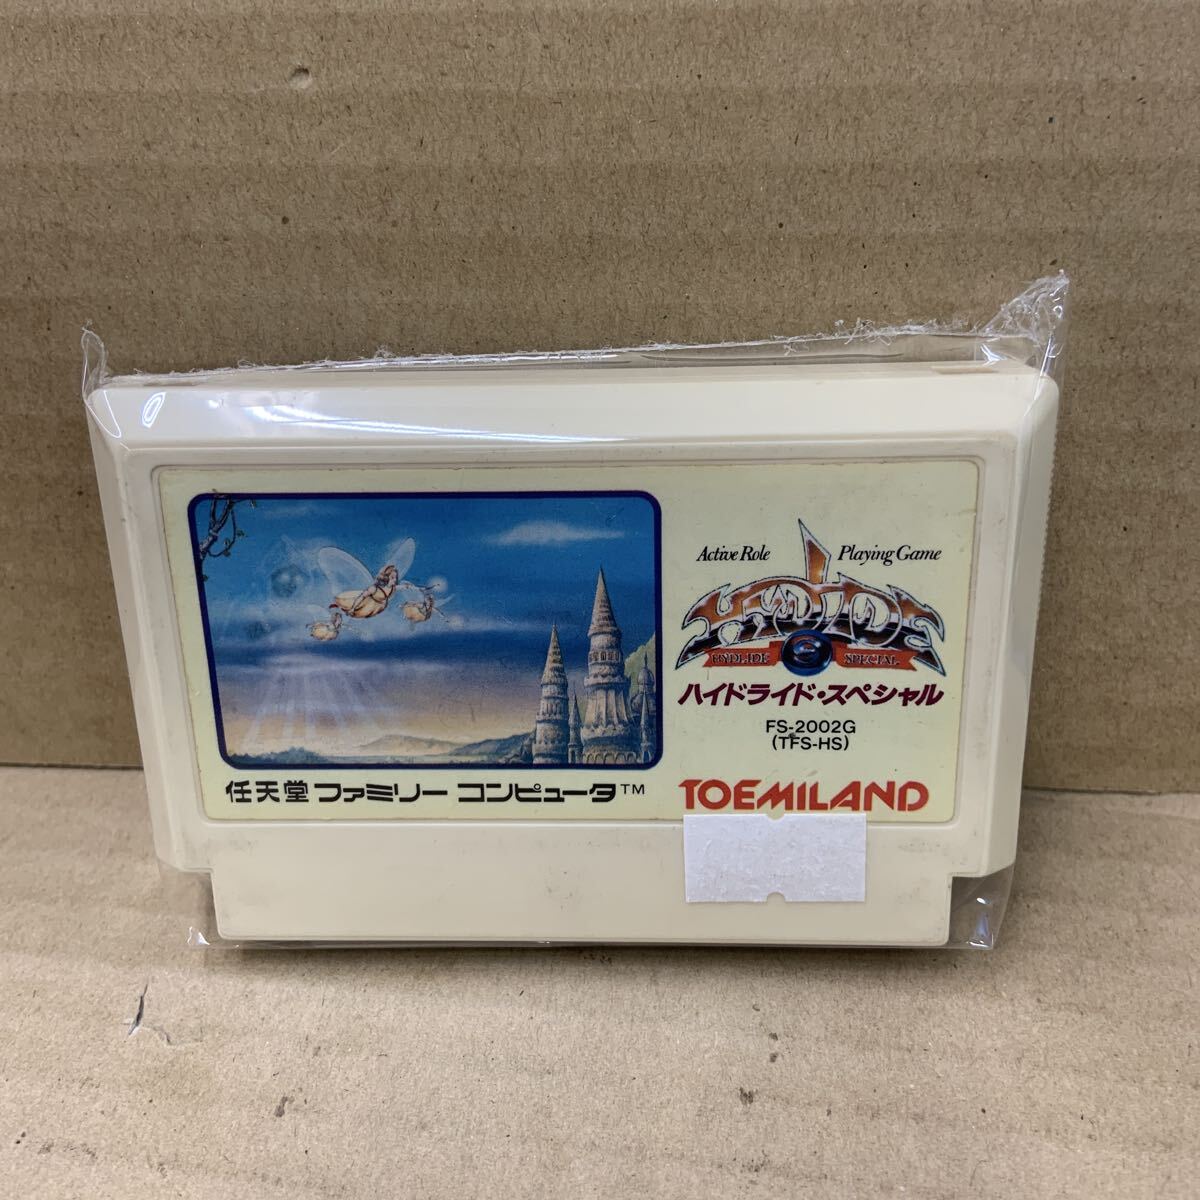 Active Role Playing Game
HYDLIDE
HYDLIDE SPECIAL
ハイドライド・スペシャル
FS-2002G
(TFS-HS)
任天堂 ファミリー コンピュータ™
TOEMILAND